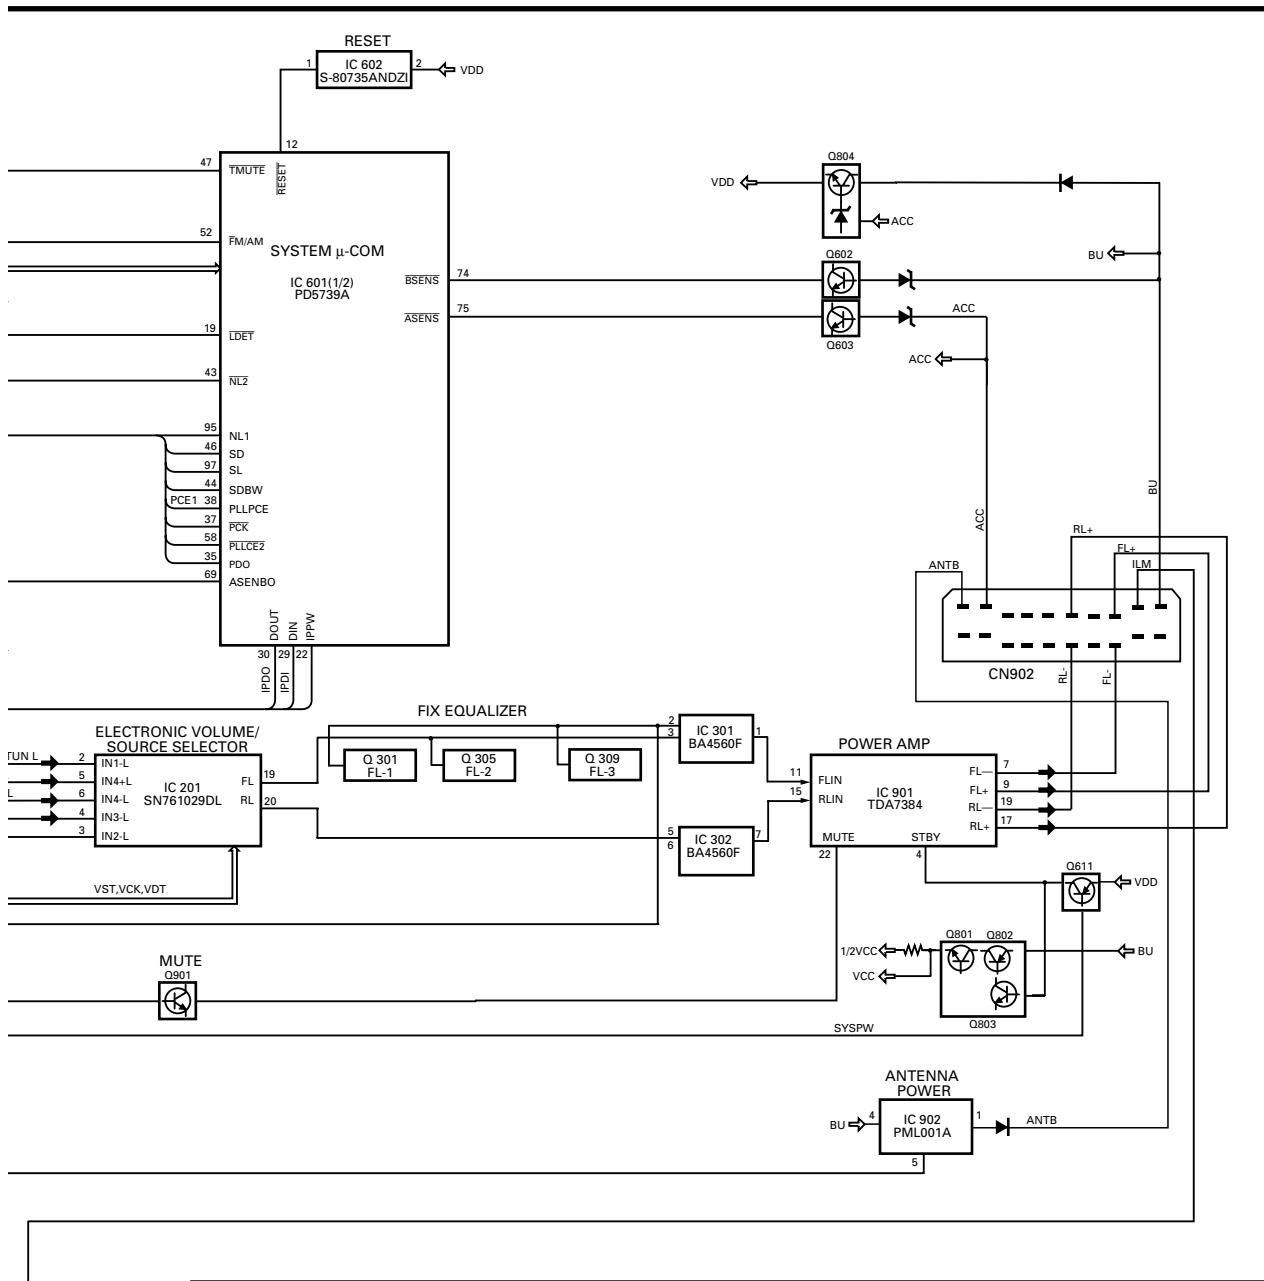 RESET
1
IC 602
S-80735ANDZI
2
VDD
12
47
TMUTE
RESET
52
FM/AM
SYSTEM µ-COM
IC 601(1/2)
PD5739A
BSENS
74
ASENS
75
19
LDET
43
NL2
95
NL1
46
SD
97
SL
44
SDBW
PCE1
38
PLLPCE
37
PCK
58
PLLCE2
35
PDO
69
ASENBO
DOUT
DIN
IPPW
30
29
22
IPDO
IPDI
Q804
VDD
ACC
BU
Q602
Q603
ACC
ACC
BU
ACC
RL+
FL+
ILM
ANTB
CN902
RL-
FL-
FIX EQUALIZER
ELECTRONIC VOLUME/
SOURCE SELECTOR
TUN L
2
IN1-L
5
IN4+L
L
6
IN4-L
4
IN3-L
3
IN2-L
IC 201
SN761029DL
FL
19
RL
20
VST,VCK,VDT
Q 301
FL-1
Q 305
FL-2
Q 309
FL-3
2
3
IC 301
BA4560F
1
5
6
IC 302
BA4560F
7
POWER AMP
11
FLIN
15
RLIN
IC 901
TDA7384
FL—
7
FL+
9
RL—
19
RL+
17
MUTE
STBY
22
4
Q611
VDD
Q801
Q802
1/2VCC
VCC
BU
Q803
MUTE
Q901
SYSPW
ANTENNA
POWER
BU
4
IC 902
PML001A
1
ANTB
5